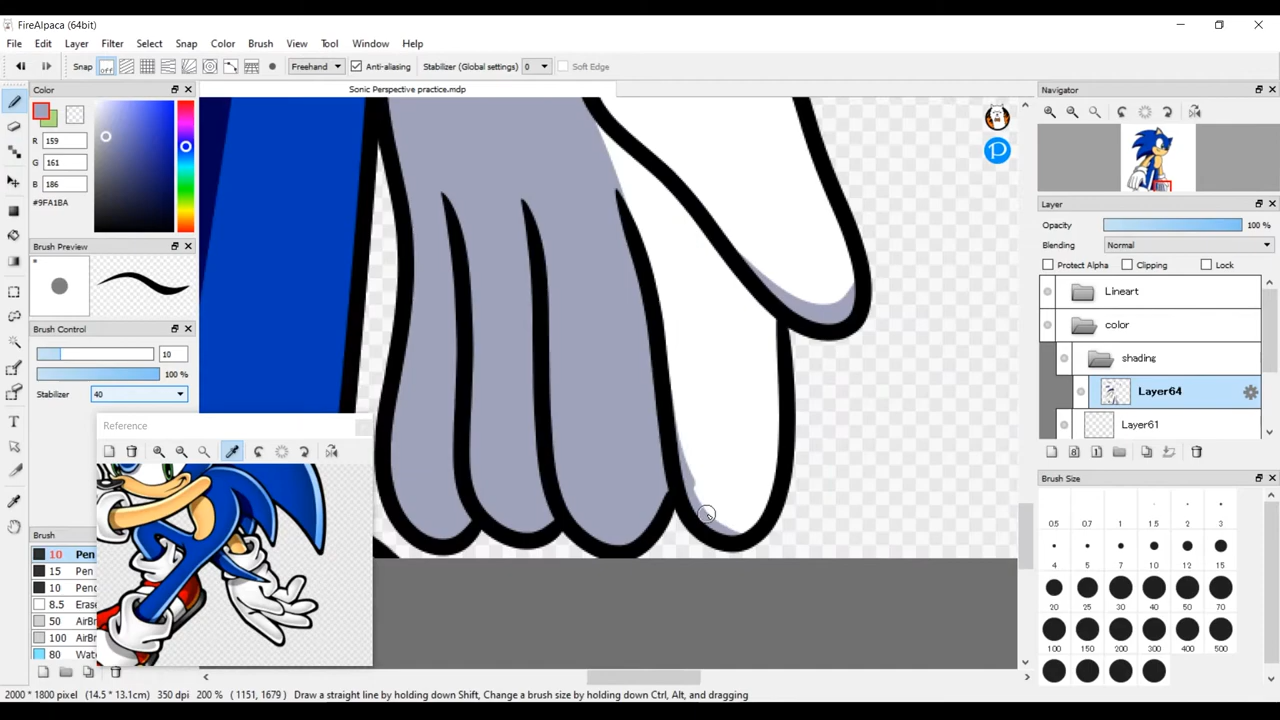 FireAlpaca (64bit)
File Edit Layer Filter Select Snap Color Brush View Tool Window Help
Snap off Freehand Anti-aliasing Stabilizer (Global settings) 0 Soft Edge
Color
Sonic Perspective practice.mdp
Navigator
R 159
G 161
B 186
#9FA1BA
Layer
Opacity 100 %
Brush Preview
Blending Normal
Protect Alpha Clipping Lock
Lineart
Brush Control
color
10
shading
100 %
Stabilizer 40
Layer64
Reference
Layer61
Brush Size
0.5 0.7 1 1.5 2 3
Brush
4 5 7 10 12 15
10 Pen
15 Pen
20 25 30 40 50 70
10 Penc
8.5 Erase
50 AirBr
100 AirBr
100 150 200 300 400 500
80 Wate
2000 * 1800 pixel (14.5 * 13.1cm) 350 dpi 200 % ( 1151, 1679 ) Draw a straight line by holding down Shift, Change a brush size by holding down Ctrl, Alt, and dragging